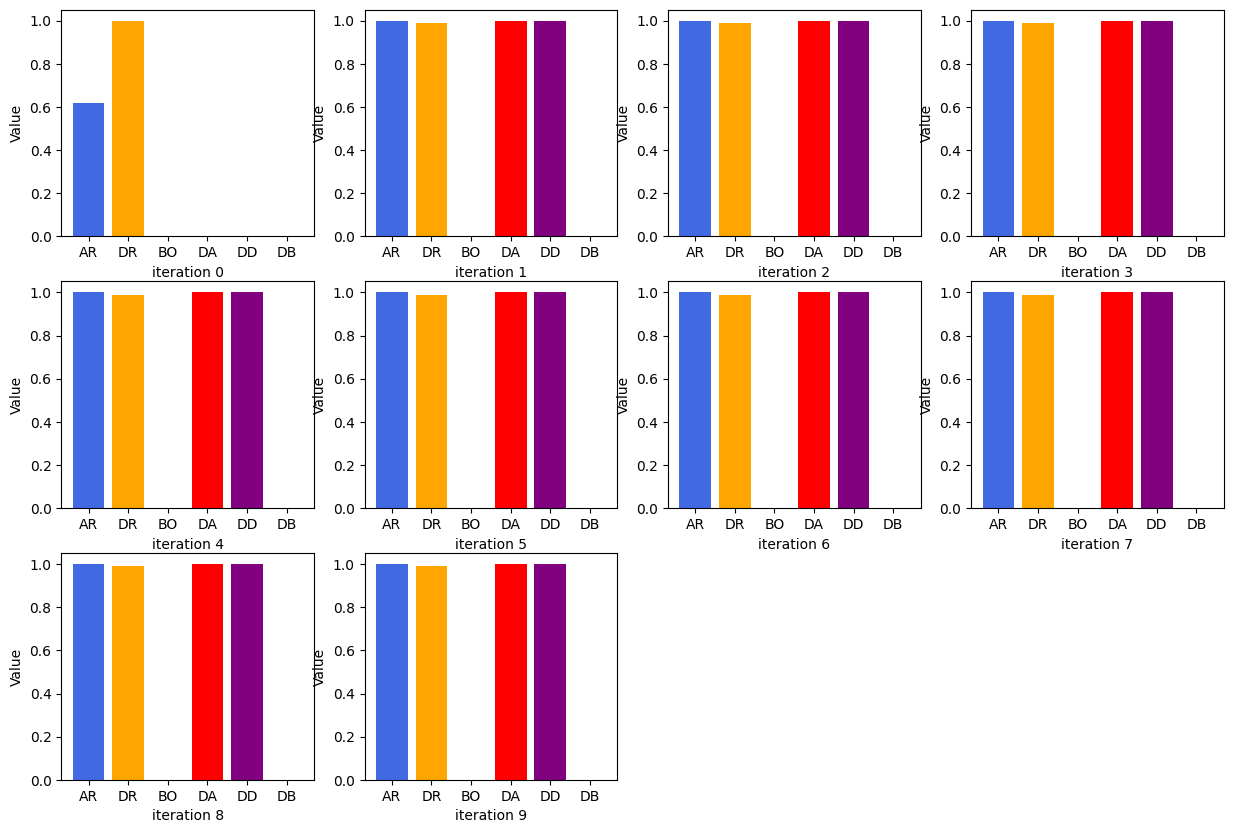 1.0
0.8
0.6
0.4
0.2
0.0
Value
AR DR BO DA DD DB
iteration 0
1.0
0.8
0.6
0.4
0.2
0.0
Value
AR DR BO DA DD DB
iteration 1
1.0
0.8
0.6
0.4
0.2
0.0
Value
AR DR BO DA DD DB
iteration 2
1.0
0.8
0.6
0.4
0.2
0.0
Value
AR DR BO DA DD DB
iteration 3
1.0
0.8
0.6
0.4
0.2
0.0
Value
AR DR BO DA DD DB
iteration 4
1.0
0.8
0.6
0.4
0.2
0.0
Value
AR DR BO DA DD DB
iteration 5
1.0
0.8
0.6
0.4
0.2
0.0
Value
AR DR BO DA DD DB
iteration 6
1.0
0.8
0.6
0.4
0.2
0.0
Value
AR DR BO DA DD DB
iteration 7
1.0
0.8
0.6
0.4
0.2
0.0
Value
AR DR BO DA DD DB
iteration 8
1.0
0.8
0.6
0.4
0.2
0.0
Value
AR DR BO DA DD DB
iteration 9